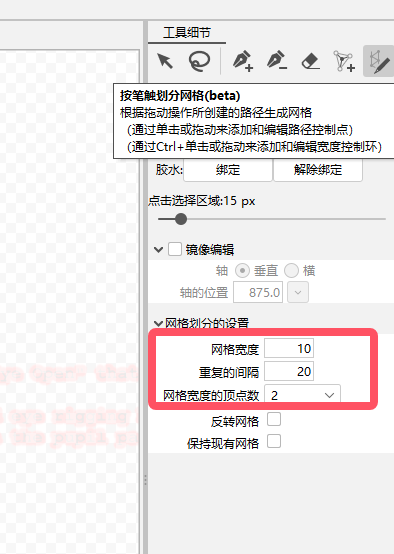 工具细节
按笔触划分网格(beta)
根据拖动操作所创建的路径生成网格
（通过单击或拖动来添加和编辑路径控制点）
（通过Ctrl+单击或拖动来添加和编辑宽度控制环）
胶水: 绑定 解除绑定
点击选择区域:15 px
镜像编辑
轴 垂直 横
轴的位置 875.0
网格划分的设置
网格宽度 10
重复的间隔 20
网格宽度的顶点数 2
反转网格
保持现有网格